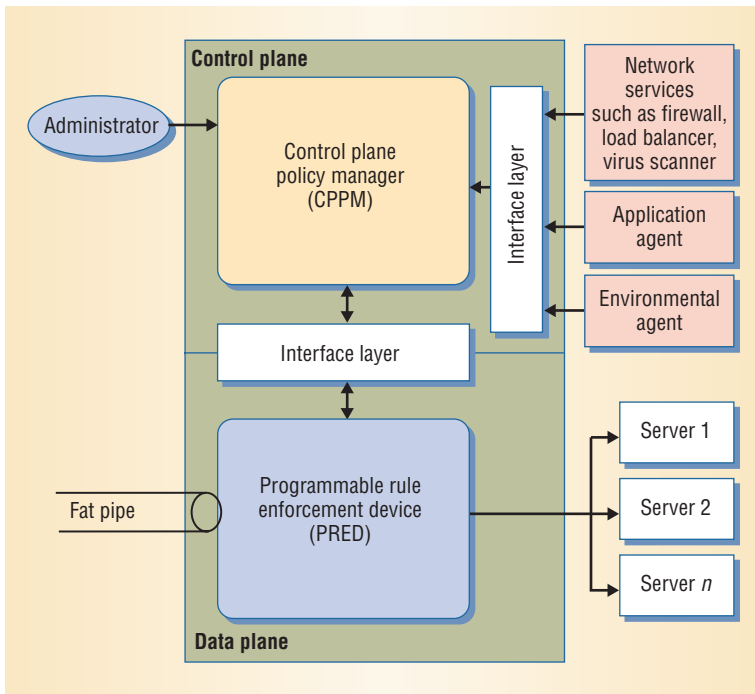 Control plane
Administrator
Control plane
policy manager
(CPPM)
Interface layer
Network
services
such as firewall,
load balancer,
virus scanner
Application
agent
Environmental
agent
Interface layer
Fat pipe
Programmable rule
enforcement device
(PRED)
Server 1
Server 2
Server n
Data plane